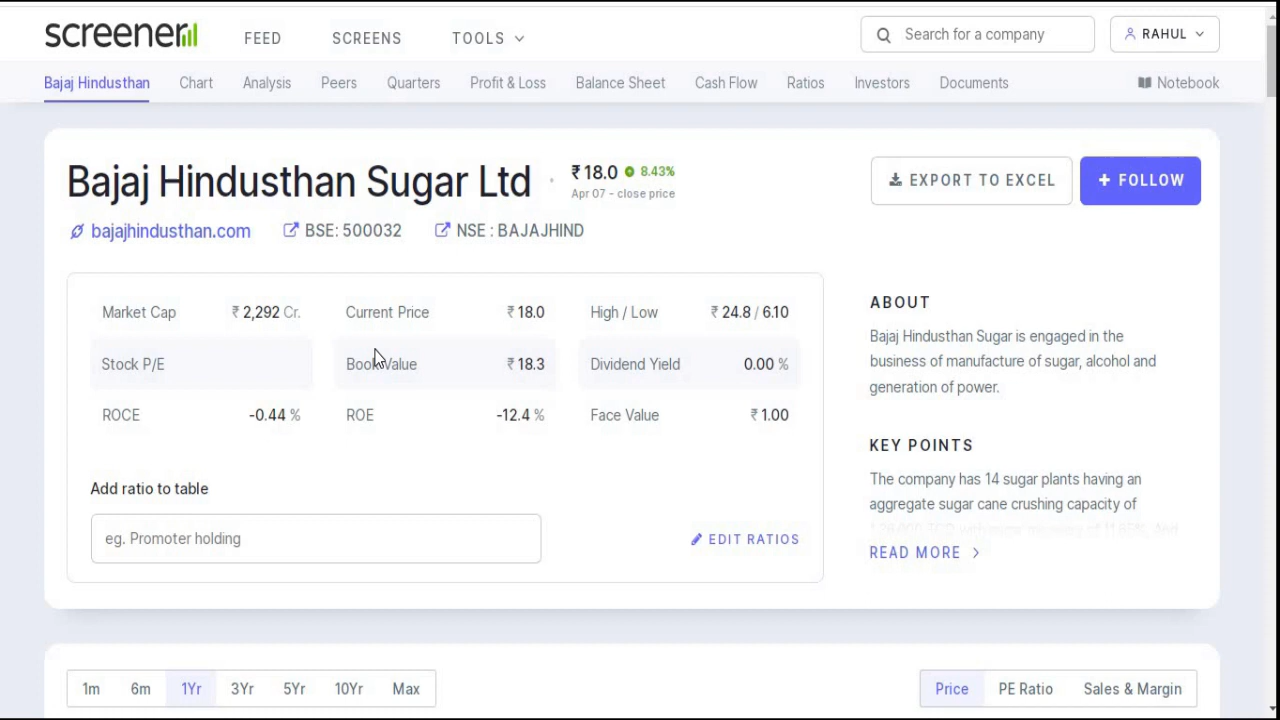 screener
FEED SCREENS TOOLS
Search for a company
RAHUL
Bajaj Hindusthan Chart Analysis Peers Quarters Profit & Loss Balance Sheet Cash Flow Ratios Investors Documents Notebook
Bajaj Hindusthan Sugar Ltd
₹ 18.0 8.43%
Apr 07 - close price
EXPORT TO EXCEL
+ FOLLOW
bajajhindusthan.com BSE: 500032 NSE : BAJAJHIND
Market Cap ₹ 2,292 Cr. Current Price ₹ 18.0 High / Low ₹ 24.8 / 6.10
Stock P/E Book Value ₹ 18.3 Dividend Yield 0.00 %
ROCE -0.44 % ROE -12.4 % Face Value ₹ 1.00
Add ratio to table
eg. Promoter holding
EDIT RATIOS
ABOUT
Bajaj Hindusthan Sugar is engaged in the
business of manufacture of sugar, alcohol and
generation of power.
KEY POINTS
The company has 14 sugar plants having an
aggregate sugar cane crushing capacity of
READ MORE
1m 6m 1Yr 3Yr 5Yr 10Yr Max
Price PE Ratio Sales & Margin